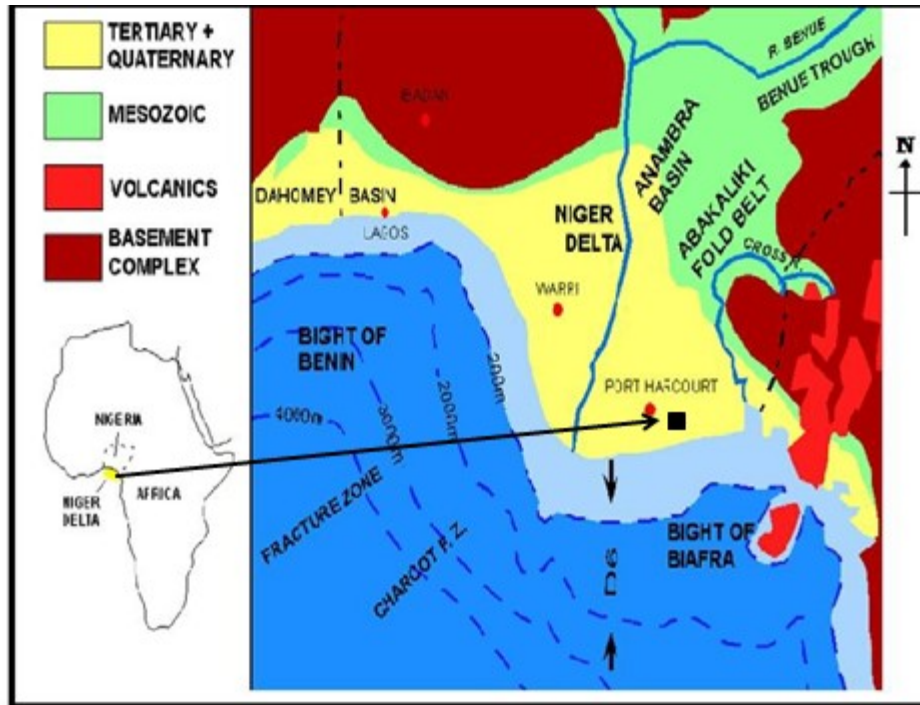 TERTIARY +
QUATERNARY
MESOZOIC
VOLCANICS
BASEMENT
COMPLEX
NIGERIA
AFRICA
NIGER
DELTA
IBADAN
R. BENUE
BENUE TROUGH
ANAMBRA
BASIN
ABAKALIKI
FOLD BELT
CROSS R.
DAHOMEY BASIN
LAGOS
NIGER
DELTA
WARRI
PORT HARCOURT
BIGHT OF
BENIN
200m
2000m
3000m
4000m
FRACTURE ZONE
CHARCOT F. Z.
BIGHT OF
BIAFRA
N